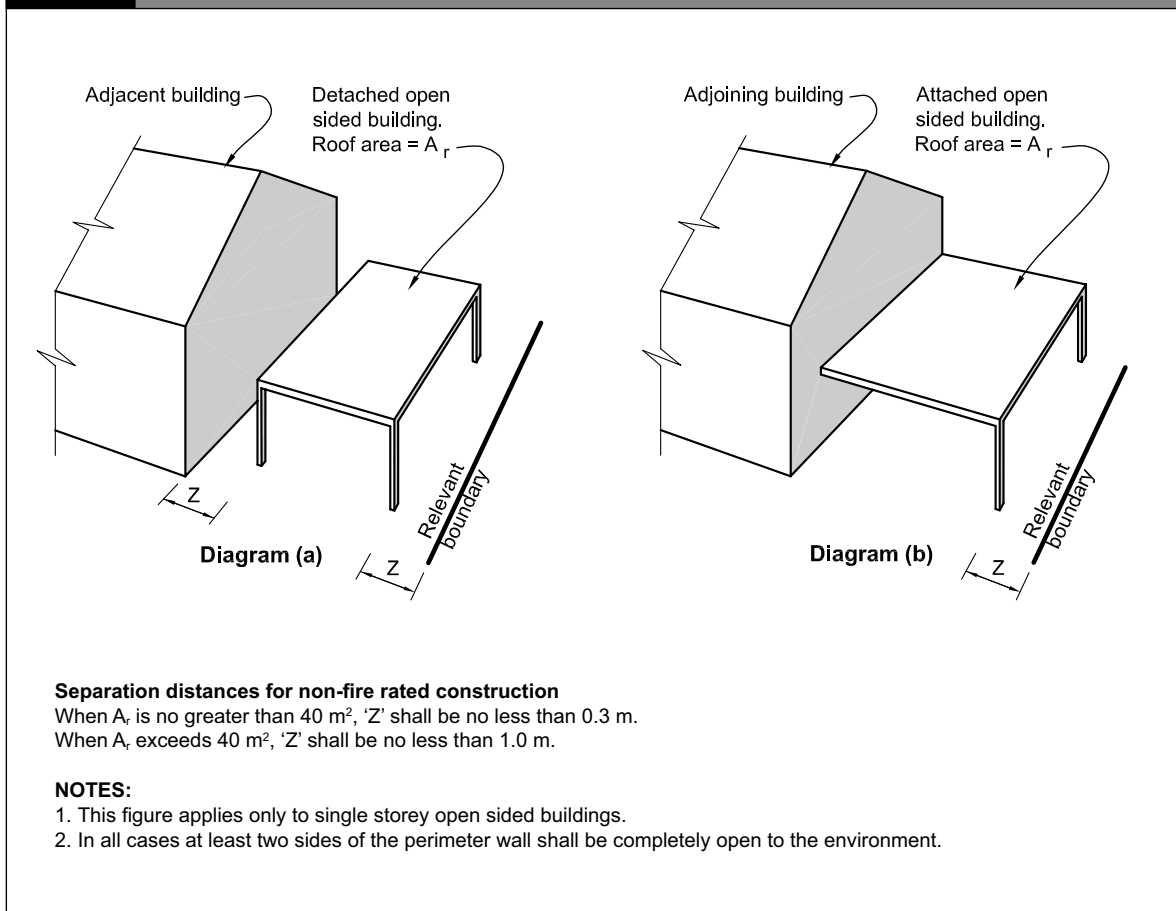 Adjacent building
Detached open
sided building.
Roof area = A r
Z
Relevant
boundary
Diagram (a)
Z
Adjoining building
Attached open
sided building.
Roof area = A r
Relevant
boundary
Diagram (b)
Z
Separation distances for non-fire rated construction
When Aᵣ is no greater than 40 m², ‘Z’ shall be no less than 0.3 m.
When Aᵣ exceeds 40 m², ‘Z’ shall be no less than 1.0 m.
NOTES:
1. This figure applies only to single storey open sided buildings.
2. In all cases at least two sides of the perimeter wall shall be completely open to the environment.